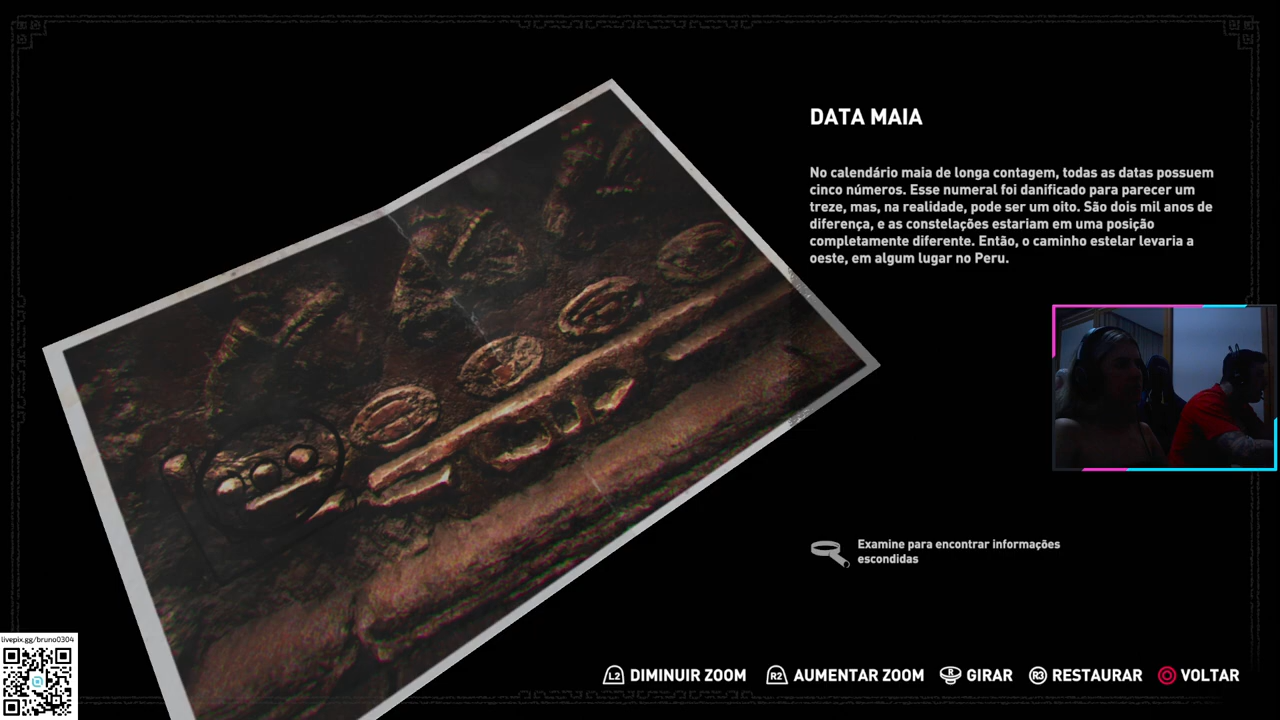 DATA MAIA
No calendário maia de longa contagem, todas as datas possuem
cinco números. Esse numeral foi danificado para parecer um
treze, mas, na realidade, pode ser um oito. São dois mil anos de
diferença, e as constelações estariam em uma posição
completamente diferente. Então, o caminho estelar levaria a
oeste, em algum lugar no Peru.
Examine para encontrar informações
escondidas
livepix.gg/bruno0304
L2 DIMINUIR ZOOM R2 AUMENTAR ZOOM R GIRAR R3 RESTAURAR VOLTAR